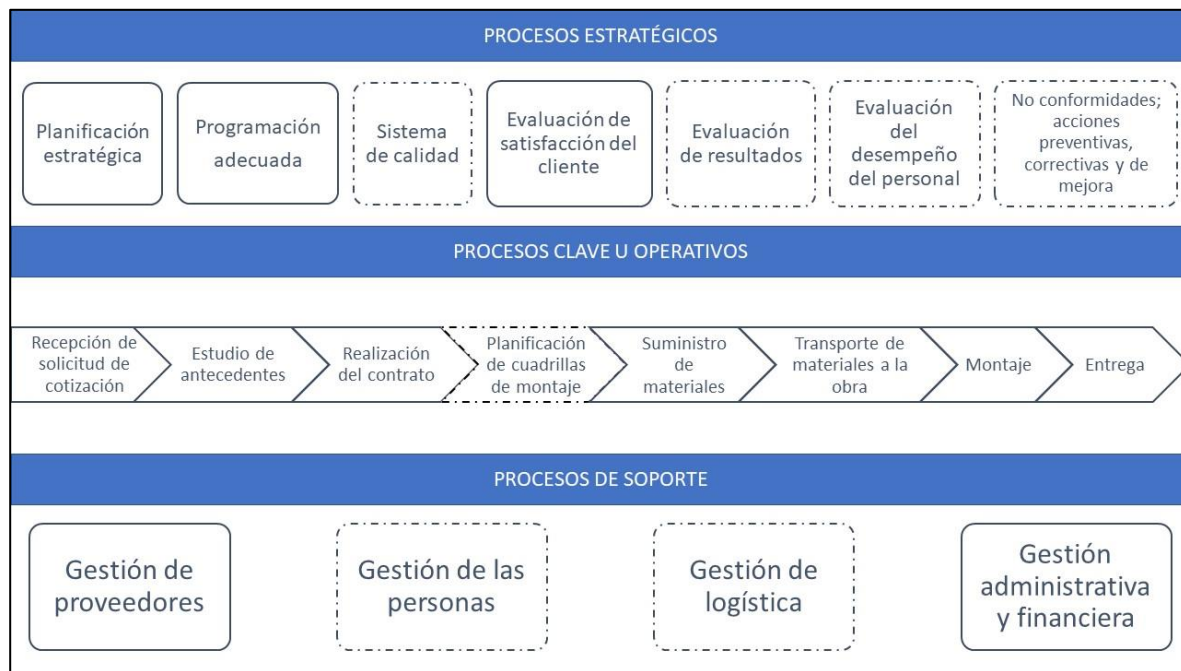 PROCESOS ESTRATÉGICOS
Planificación
estratégica
Programación
adecuada
Sistema
de calidad
Evaluación de
satisfacción del
cliente
Evaluación
de resultados
Evaluación
del
desempeño
del personal
No conformidades;
acciones
preventivas,
correctivas y de
mejora
PROCESOS CLAVE U OPERATIVOS
Recepción de
solicitud de
cotización
Estudio de
antecedentes
Realización
del contrato
Planificación
de cuadrillas
de montaje
Suministro
de
materiales
Transporte de
materiales a la
obra
Montaje
Entrega
PROCESOS DE SOPORTE
Gestión de
proveedores
Gestión de las
personas
Gestión de
logística
Gestión
administrativa
y financiera